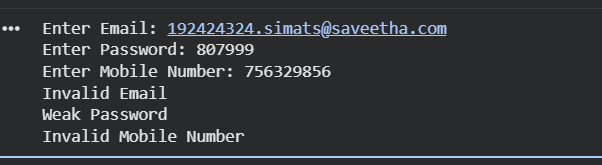 Enter Email: 192424324.simats@saveetha.com
Enter Password: 807999
Enter Mobile Number: 756329856
Invalid Email
Weak Password
Invalid Mobile Number